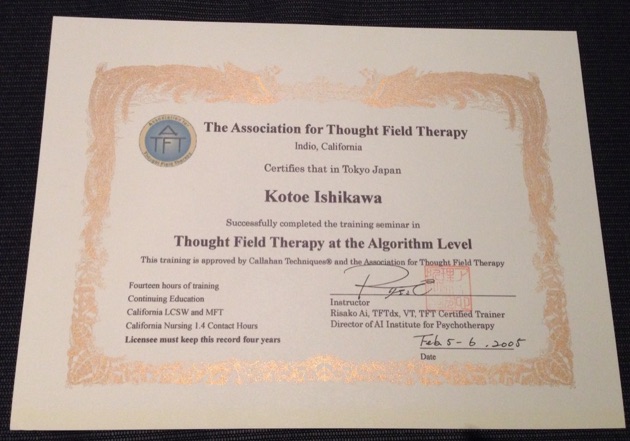 The Association for Thought Field Therapy
Indio, California
Certifies that in Tokyo Japan
Kotoe Ishikawa
Successfully completed the training seminar in
Thought Field Therapy at the Algorithm Level
This training is approved by Callahan Techniques® and the Association for Thought Field Therapy
Fourteen hours of training
Continuing Education
California LCSW and MFT
California Nursing 1.4 Contact Hours
Licensee must keep this record four years
Instructor
Risako Ai, TFTdx, VT, TFT Certified Trainer
Director of AI Institute for Psychotherapy
Feb. 5 - 6, 2005
Date
TFT
Thought Field Therapy